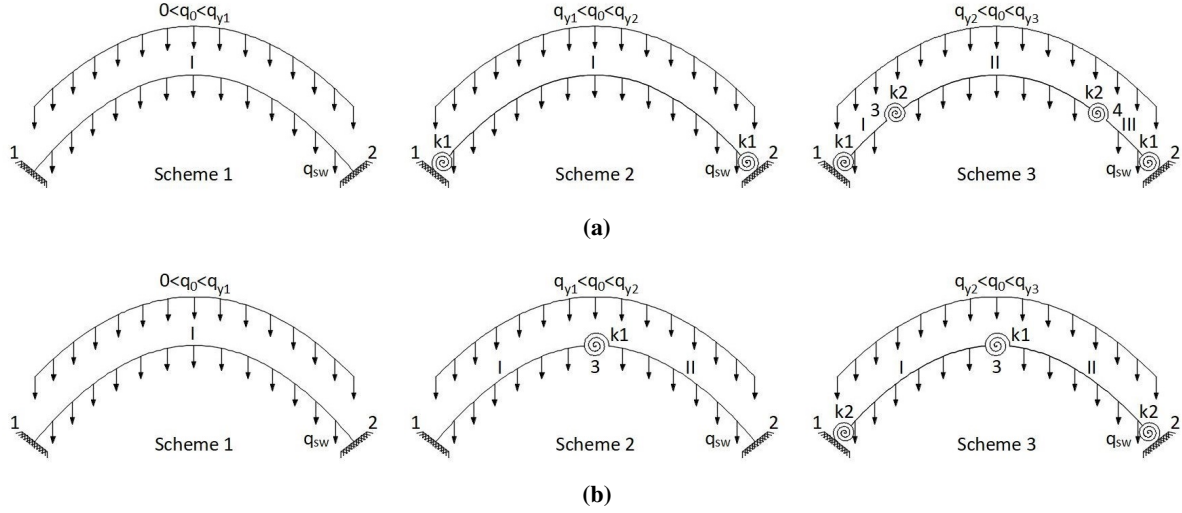 0<q0<qy1 qy1<q0<qy2 qy2<q0<qy3
I I II
k2 k2
3 4
I III
1 2 1 k1 k1 2 1 k1 k1 2
Scheme 1 qsw Scheme 2 qsw Scheme 3 qsw
(a)
0<q0<qy1 qy1<q0<qy2 qy2<q0<qy3
I k1 k1
I 3 II I 3 II
1 2 1 2 1 k2 k2 2
Scheme 1 qsw Scheme 2 qsw Scheme 3 qsw
(b)